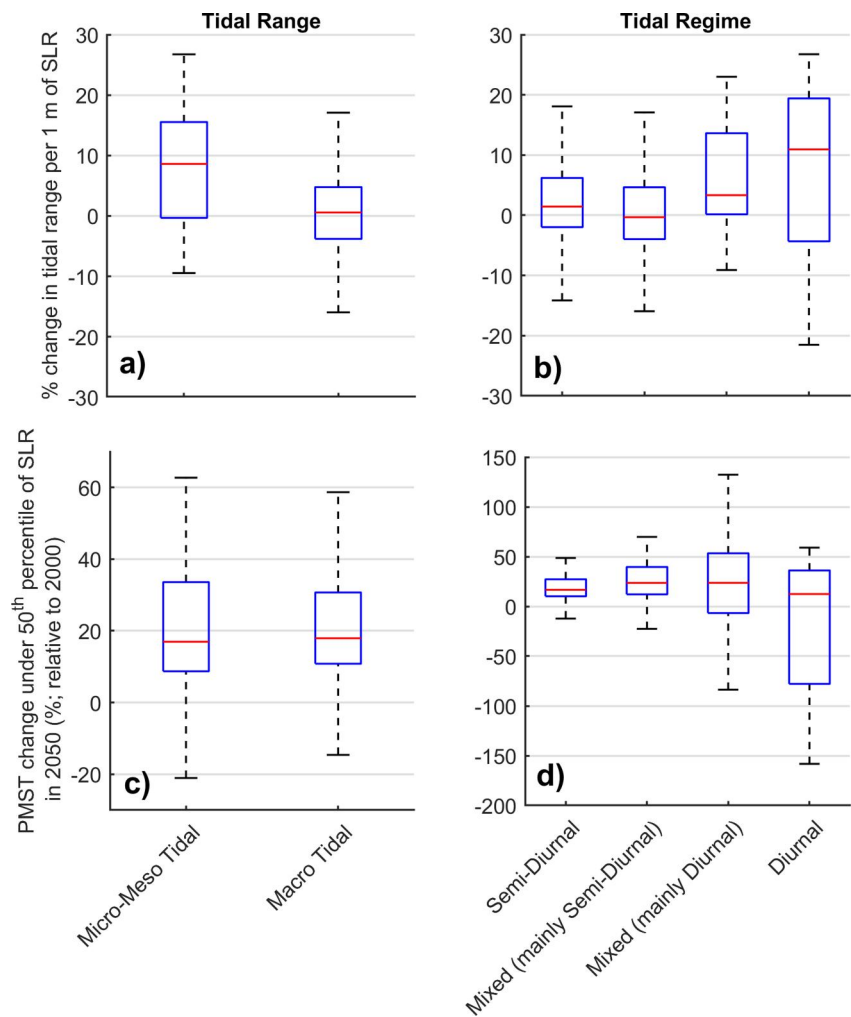 Tidal Range
Tidal Regime
% change in tidal range per 1 m of SLR
30
20
10
0
-10
-20
-30
a)
30
20
10
0
-10
-20
-30
b)
PMST change under 50th percentile of SLR
in 2050 (%; relative to 2000)
60
40
20
0
-20
c)
Micro-Meso Tidal
Macro Tidal
150
100
50
0
-50
-100
-150
-200
d)
Semi-Diurnal
Mixed (mainly Semi-Diurnal)
Mixed (mainly Diurnal)
Diurnal